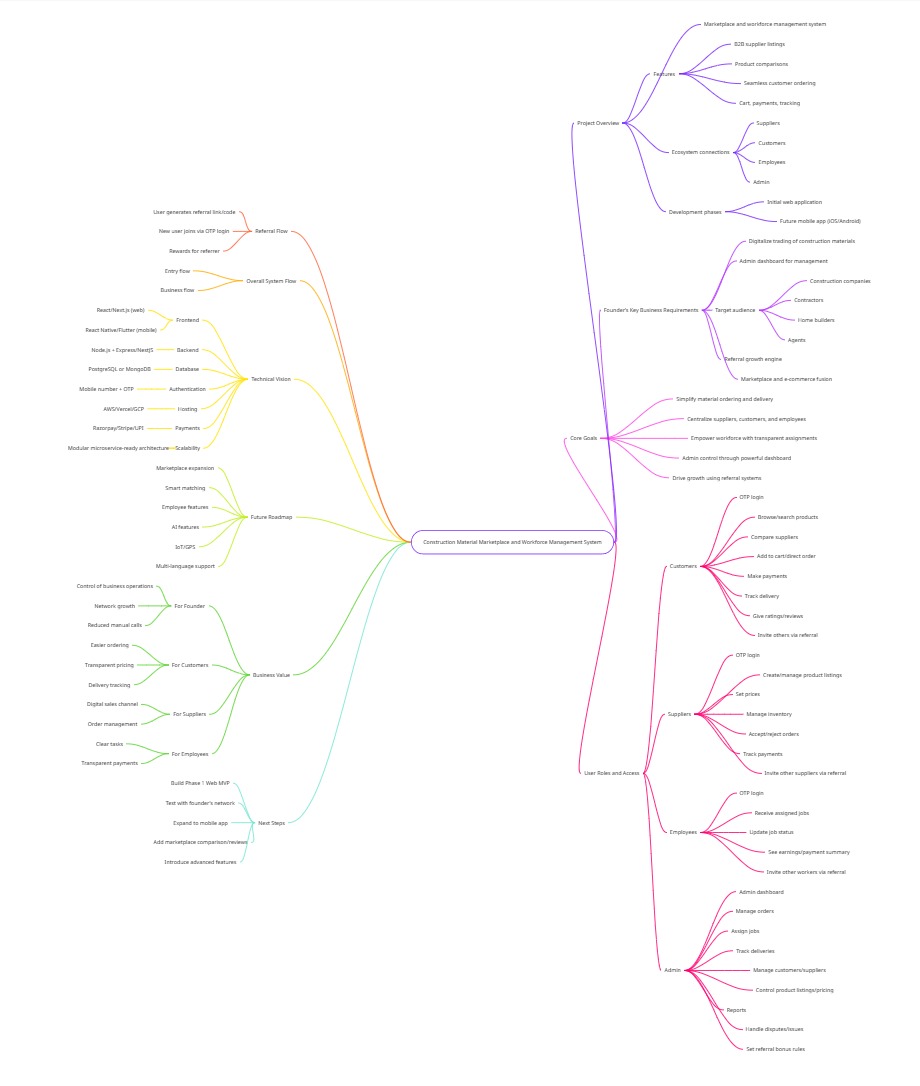 Construction Material Marketplace and Workforce Management System
Project Overview
Marketplace and workforce management system
Features
B2B supplier listings
Product comparisons
Seamless customer ordering
Cart, payments, tracking
Ecosystem connections
Suppliers
Customers
Employees
Admin
Development phases
Initial web application
Future mobile app (iOS/Android)
Founder's Key Business Requirements
Digitalize trading of construction materials
Admin dashboard for management
Target audience
Construction companies
Contractors
Home builders
Agents
Referral growth engine
Marketplace and e-commerce fusion
Core Goals
Simplify material ordering and delivery
Centralize suppliers, customers, and employees
Empower workforce with transparent assignments
Admin control through powerful dashboard
Drive growth using referral systems
User Roles and Access
Customers
OTP login
Browse/search products
Compare suppliers
Add to cart/direct order
Make payments
Track delivery
Give ratings/reviews
Invite others via referral
Suppliers
OTP login
Create/manage product listings
Set prices
Manage inventory
Accept/reject orders
Track payments
Invite other suppliers via referral
Employees
OTP login
Receive assigned jobs
Update job status
See earnings/payment summary
Invite other workers via referral
Admin
Admin dashboard
Manage orders
Assign jobs
Track deliveries
Manage customers/suppliers
Control product listings/pricing
Reports
Handle disputes/issues
Set referral bonus rules
Referral Flow
User generates referral link/code
New user joins via OTP login
Rewards for referrer
Overall System Flow
Entry flow
Business flow
Technical Vision
Frontend
React/Next.js (web)
React Native/Flutter (mobile)
Backend
Node.js + Express/NestJS
Database
PostgreSQL or MongoDB
Authentication
Mobile number + OTP
Hosting
AWS/Vercel/GCP
Payments
Razorpay/Stripe/UPI
Scalability
Modular microservice-ready architecture
Future Roadmap
Marketplace expansion
Smart matching
Employee features
AI features
IoT/GPS
Multi-language support
Business Value
For Founder
Control of business operations
Network growth
Reduced manual calls
For Customers
Easier ordering
Transparent pricing
Delivery tracking
For Suppliers
Digital sales channel
Order management
For Employees
Clear tasks
Transparent payments
Next Steps
Build Phase 1 Web MVP
Test with founder's network
Expand to mobile app
Add marketplace comparison/reviews
Introduce advanced features